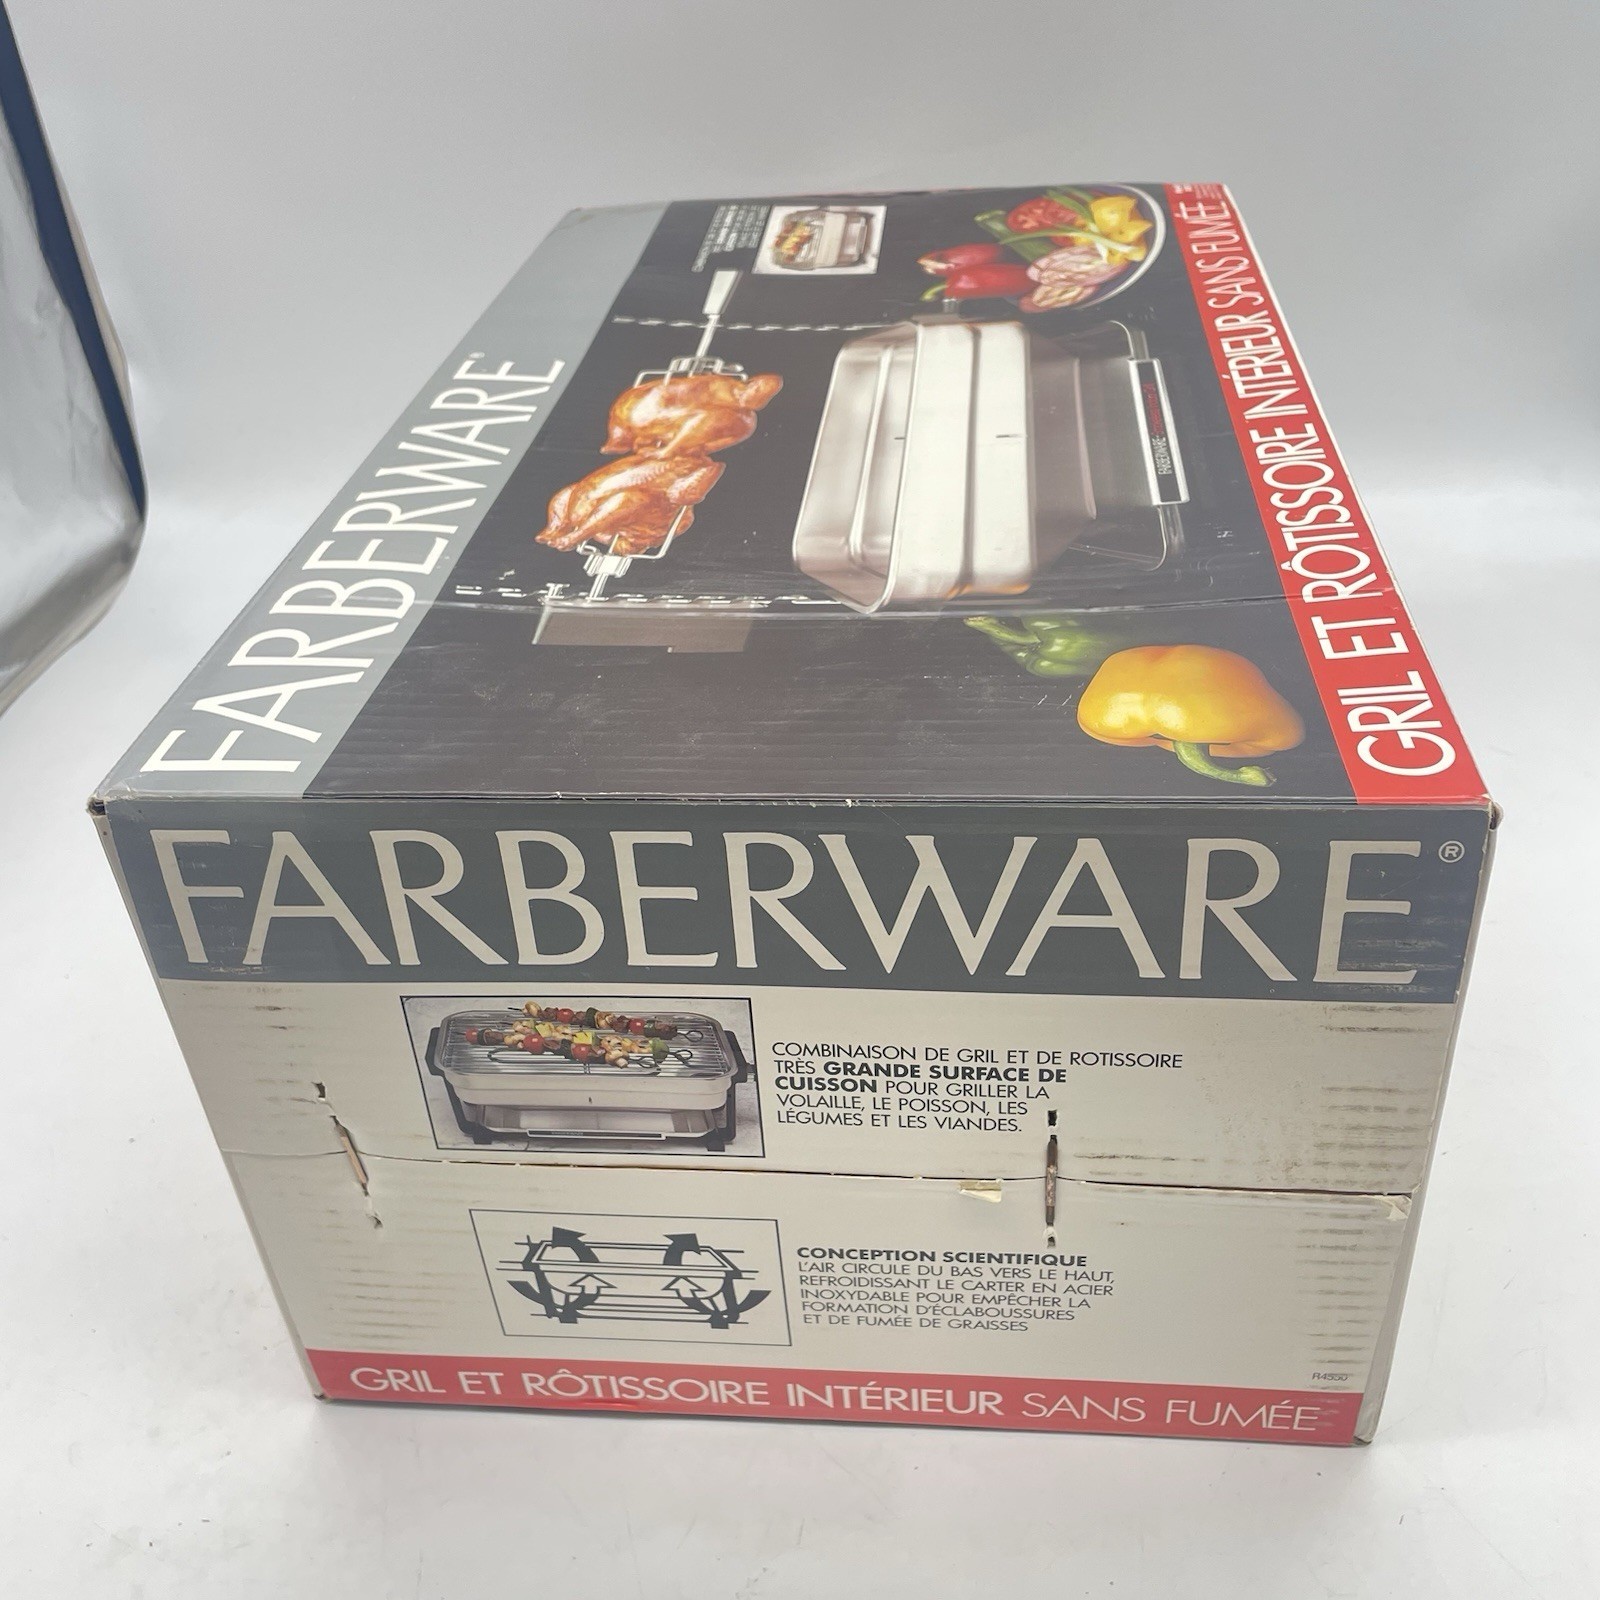 FARBERWARE
GRIL ET RÔTISSOIRE INTÉRIEUR SANS FUMÉE
FARBERWARE
FARBERWARE®
COMBINAISON DE GRIL ET DE ROTISSOIRE
TRÈS GRANDE SURFACE DE
CUISSON POUR GRILLER LA
VOLAILLE, LE POISSON, LES
LÉGUMES ET LES VIANDES.
CONCEPTION SCIENTIFIQUE
L'AIR CIRCULE DU BAS VERS LE HAUT,
REFROIDISSANT LE CARTER EN ACIER
INOXYDABLE POUR EMPÊCHER LA
FORMATION D'ÉCLABOUSSURES
ET DE FUMÉE DE GRAISSES
R4550
GRIL ET RÔTISSOIRE INTÉRIEUR SANS FUMÉE